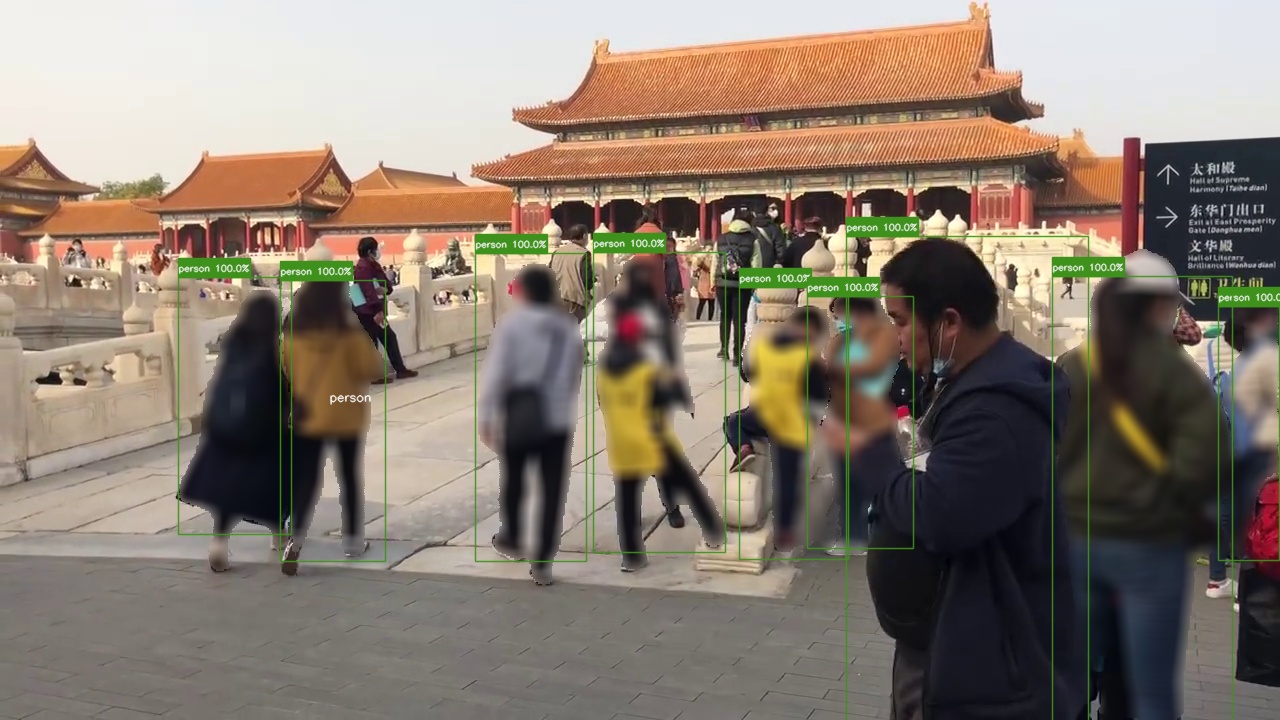 太和殿
Hall of Supreme
Harmony (Taihe dian)
东华门出口
Exit at East Prosperity
Gate (Donghua men)
文华殿
Hall of Literary
Brilliance (Wenhua dian)
person 100.0%
person 100.0%
person 100.0%
person 100.0%
person 100.0%
person 100.0%
person 100.0%
person 100.0%
person 100.0%
person